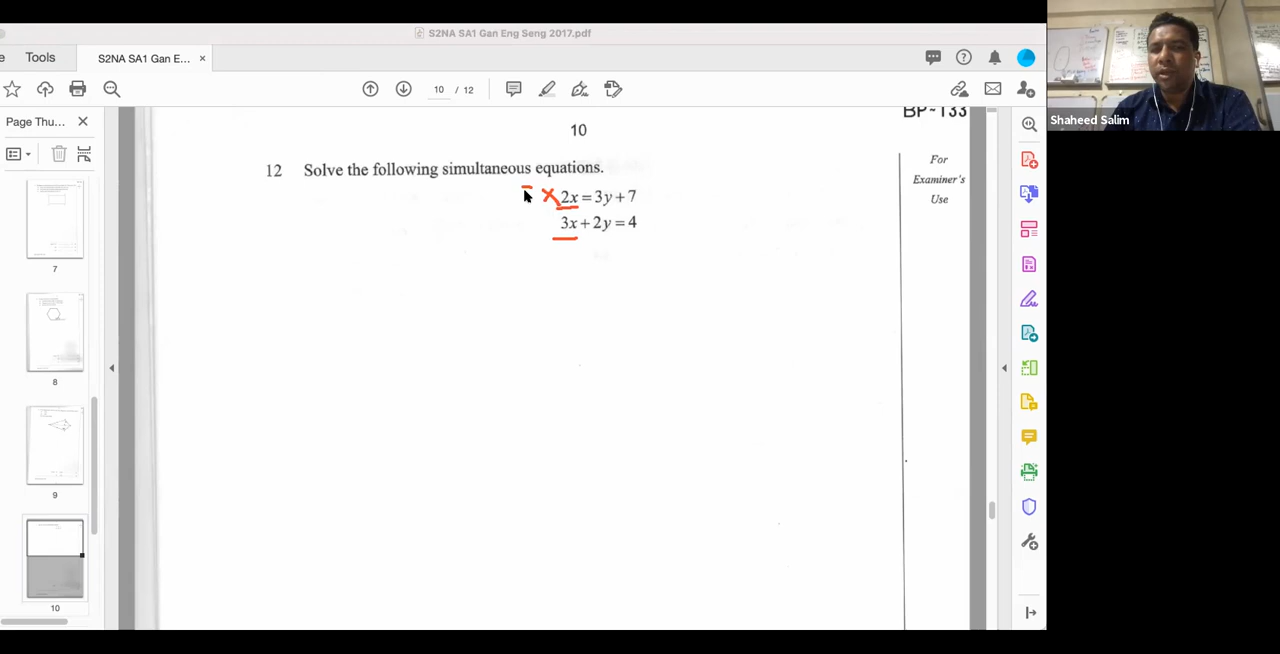 S2NA SA1 Gan Eng Seng 2017.pdf
e Tools S2NA SA1 Gan Eng S... ×
10 / 12
Page Thu...
7
8
9
10
10
12 Solve the following simultaneous equations.
× 2x = 3y + 7
3x + 2y = 4
BP~133
For
Examiner's
Use
Shaheed Salim